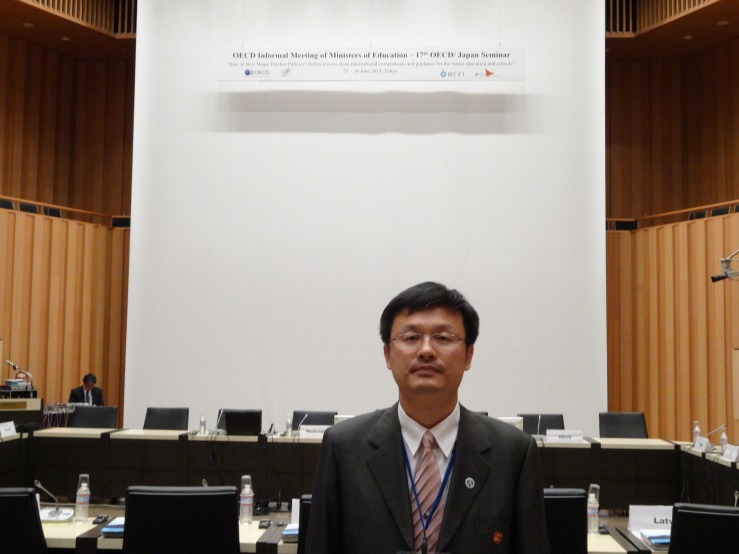 OECD Informal Meeting of Ministers of Education – 17th OECD/ Japan Seminar
"How to Best Shape Teacher Policies? Policy lessons from international comparisons and guidance for the future education and schools"
25 – 26 June 2014, Tokyo
OECD
MEXT
Latv